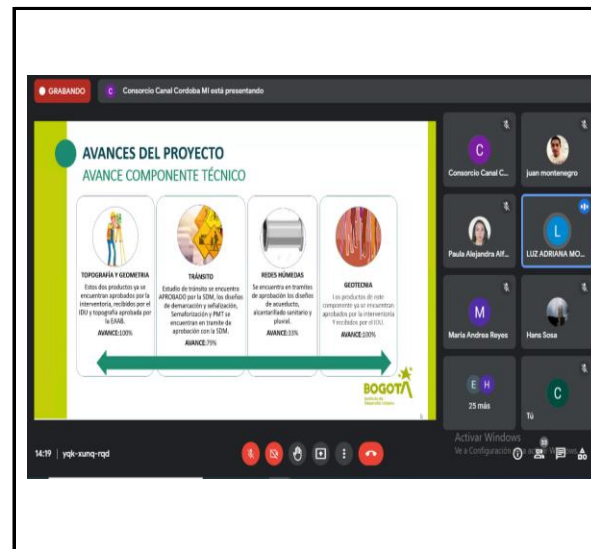 GRABANDO
C Consorcio Canal Cordoba MI está presentando
AVANCES DEL PROYECTO
AVANCE COMPONENTE TÉCNICO
TOPOGRAFÍA Y GEOMETRIA
Estos dos productos ya se
encuentran aprobados por la
interventoría, recibidos por el
IDU y topografía aprobada por
la EAAB.
AVANCE:100%
TRÁNSITO
Estudio de tránsito se encuentra
APROBADO por la SDM, los diseños
de demarcación y señalización,
Semaforización y PMT se
encuentran en tramite de
aprobación con la SDM.
AVANCE:79%
REDES HÚMEDAS
Se encuentra en tramites
de aprobación los diseños
de acueducto,
alcantarillado sanitario y
pluvial.
AVANCE:33%
GEOTECNIA
Los productos de este
componente ya se encuentran
aprobados por la interventoría
Y recibidos por el IDU.
AVANCE:100%
BOGOTÁ
C
Consorcio Canal C...
juan montenegro
Paula Alejandra Alf...
L
LUZ ADRIANA MO...
M
Maria Andrea Reyes
Hans Sosa
E H
25 más
C
Tú
Activar Windows
Ve a Configuración
14:19 | yqk-xunq-rqd
33